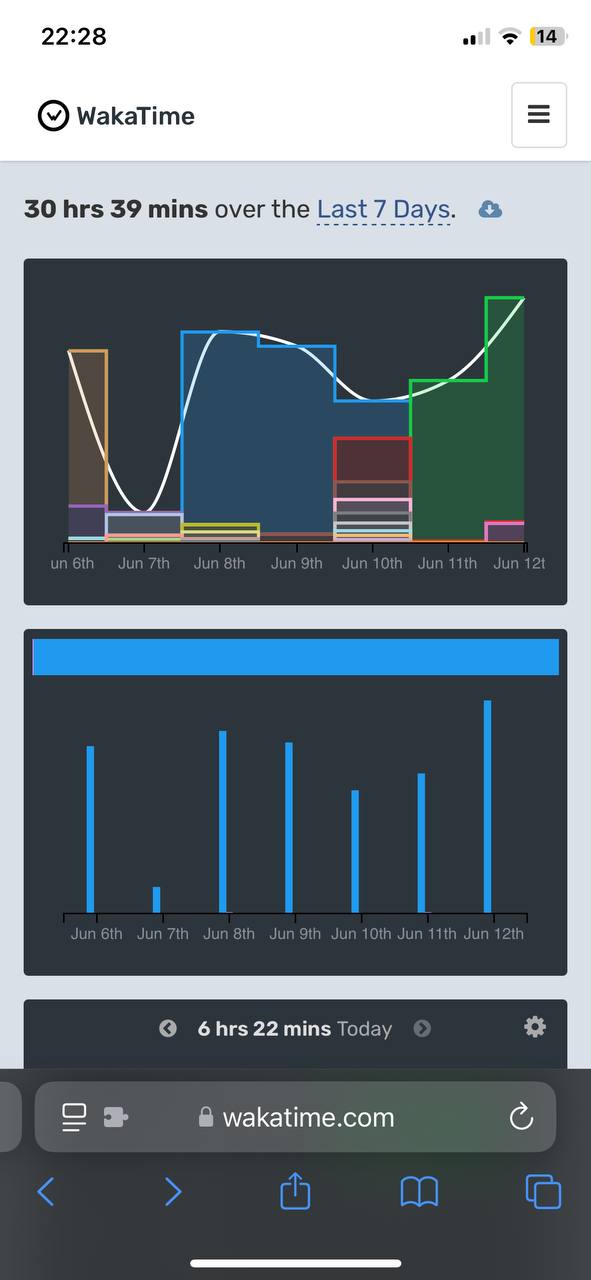 22:28
14
WakaTime
30 hrs 39 mins over the Last 7 Days.
un 6th Jun 7th Jun 8th Jun 9th Jun 10th Jun 11th Jun 12t
Jun 6th Jun 7th Jun 8th Jun 9th Jun 10th Jun 11th Jun 12th
6 hrs 22 mins Today
wakatime.com